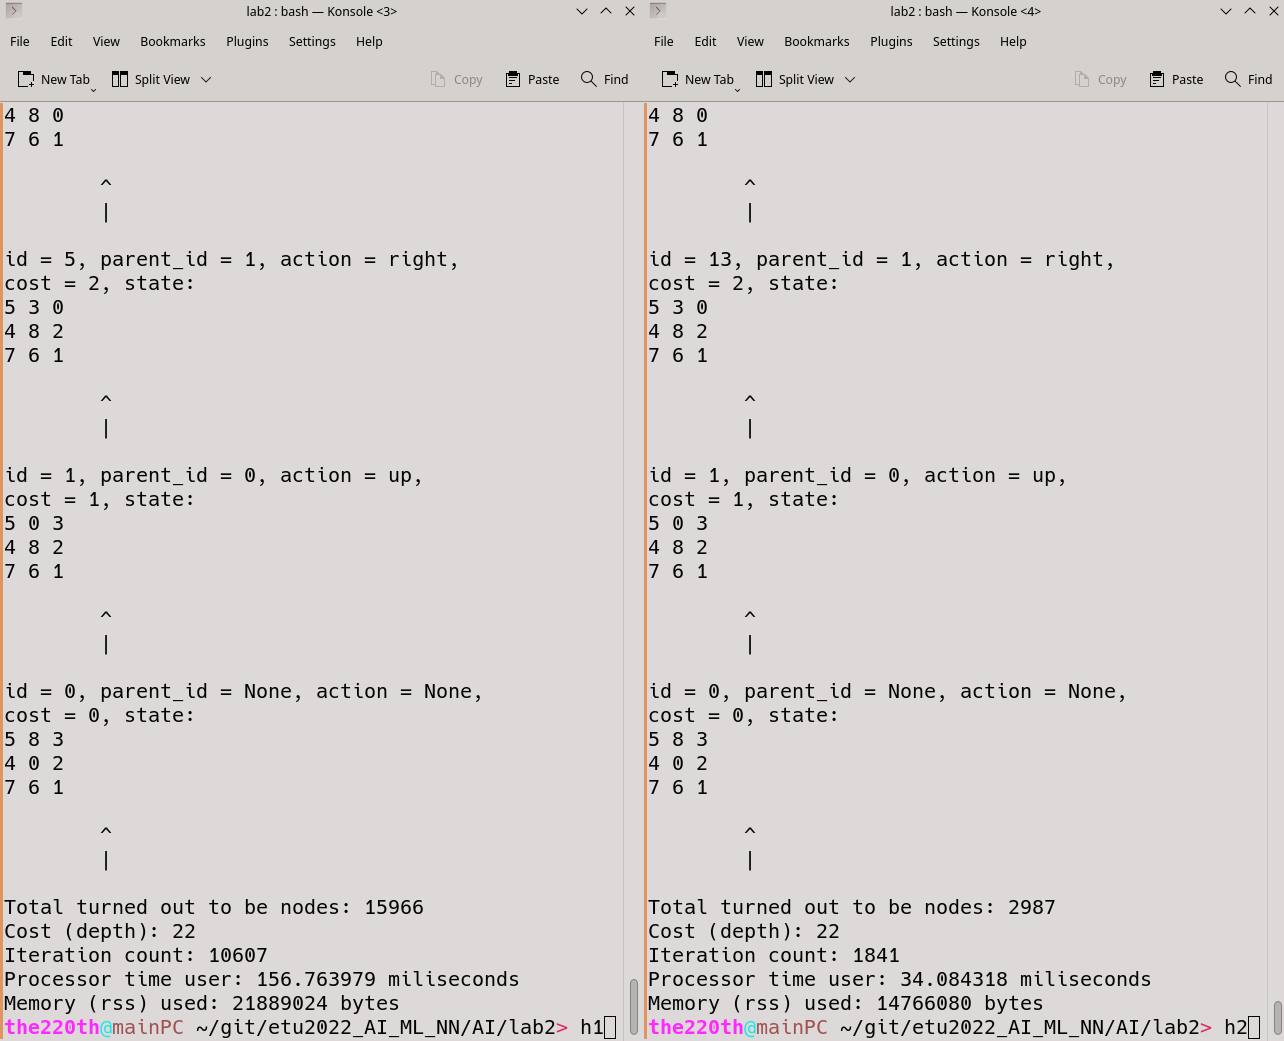 lab2 : bash — Konsole <3>
File Edit View Bookmarks Plugins Settings Help
New Tab Split View Copy Paste Find
4 8 0
7 6 1
^
|
id = 5, parent_id = 1, action = right,
cost = 2, state:
5 3 0
4 8 2
7 6 1
^
|
id = 1, parent_id = 0, action = up,
cost = 1, state:
5 0 3
4 8 2
7 6 1
^
|
id = 0, parent_id = None, action = None,
cost = 0, state:
5 8 3
4 0 2
7 6 1
^
|
Total turned out to be nodes: 15966
Cost (depth): 22
Iteration count: 10607
Processor time user: 156.763979 miliseconds
Memory (rss) used: 21889024 bytes
the220th@mainPC ~/git/etu2022_AI_ML_NN/AI/lab2> h1
lab2 : bash — Konsole <4>
File Edit View Bookmarks Plugins Settings Help
New Tab Split View Copy Paste Find
4 8 0
7 6 1
^
|
id = 13, parent_id = 1, action = right,
cost = 2, state:
5 3 0
4 8 2
7 6 1
^
|
id = 1, parent_id = 0, action = up,
cost = 1, state:
5 0 3
4 8 2
7 6 1
^
|
id = 0, parent_id = None, action = None,
cost = 0, state:
5 8 3
4 0 2
7 6 1
^
|
Total turned out to be nodes: 2987
Cost (depth): 22
Iteration count: 1841
Processor time user: 34.084318 miliseconds
Memory (rss) used: 14766080 bytes
the220th@mainPC ~/git/etu2022_AI_ML_NN/AI/lab2> h2